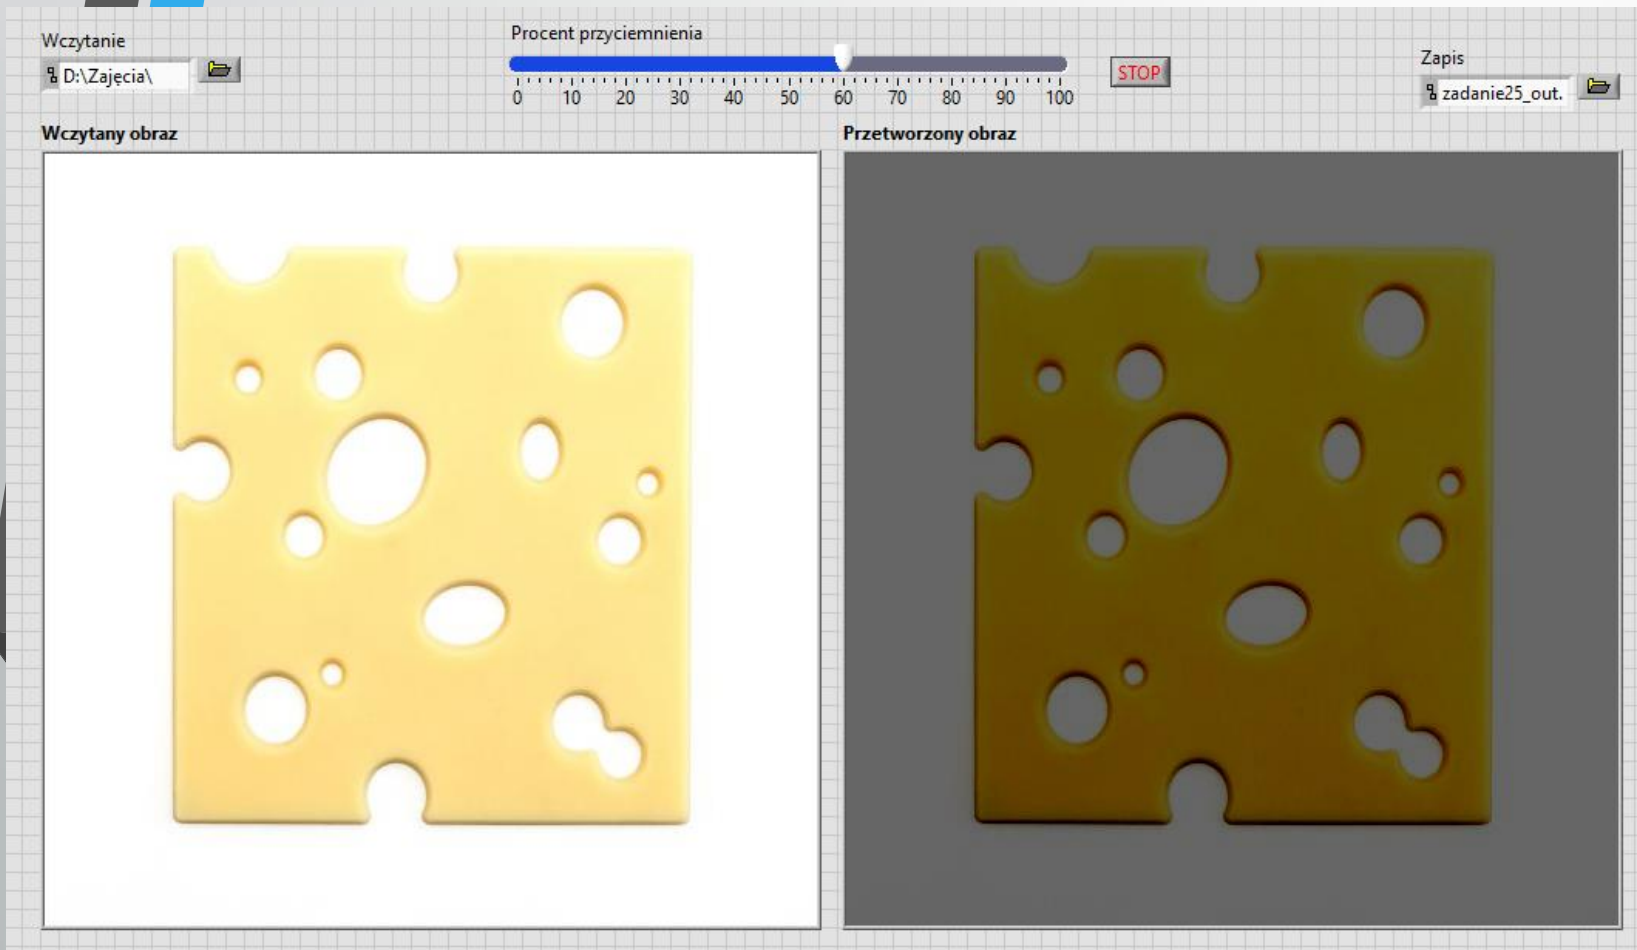 Wczytanie
D:\Zajęcia\
Procent przyciemnienia
0 10 20 30 40 50 60 70 80 90 100
STOP
Zapis
zadanie25_out.
Wczytany obraz
Przetworzony obraz